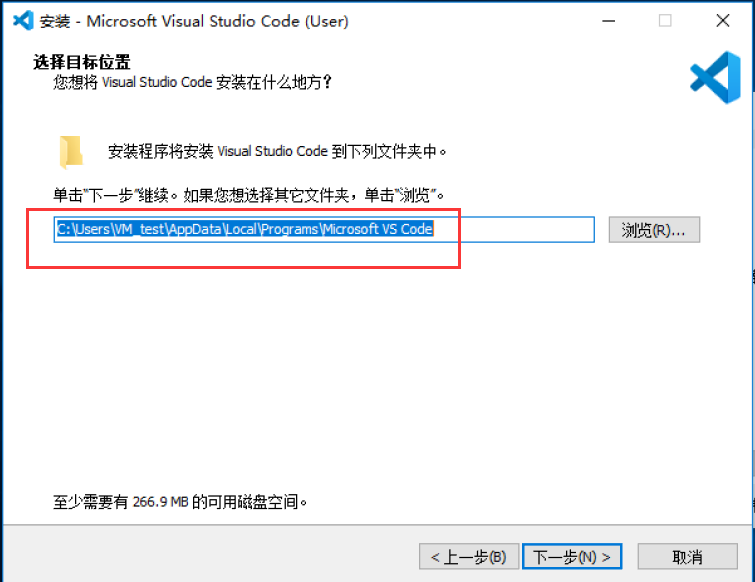 安装 - Microsoft Visual Studio Code (User)
选择目标位置
您想将 Visual Studio Code 安装在什么地方?
安装程序将安装 Visual Studio Code 到下列文件夹中。
单击"下一步"继续。如果您想选择其它文件夹，单击"浏览"。
C:\Users\VM_test\AppData\Local\Programs\Microsoft VS Code
浏览(R)...
至少需要有 266.9 MB 的可用磁盘空间。
< 上一步(B)
下一步(N) >
取消